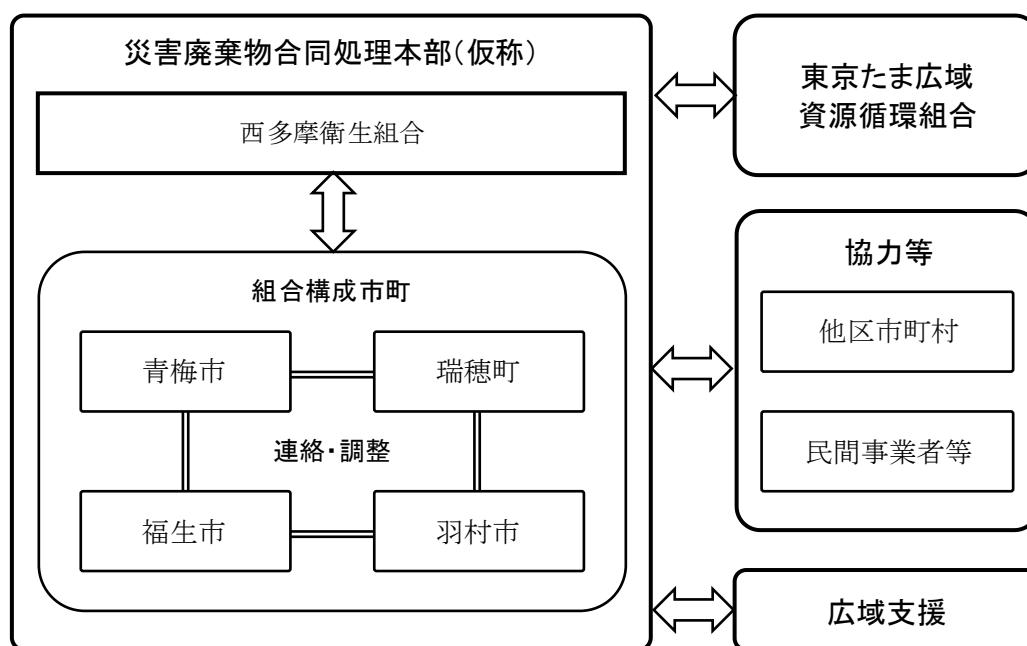 災害廃棄物合同処理本部(仮称)
西多摩衛生組合
組合構成市町
青梅市
瑞穂町
連絡・調整
福生市
羽村市
東京たま広域
資源循環組合
協力等
他区市町村
民間事業者等
広域支援